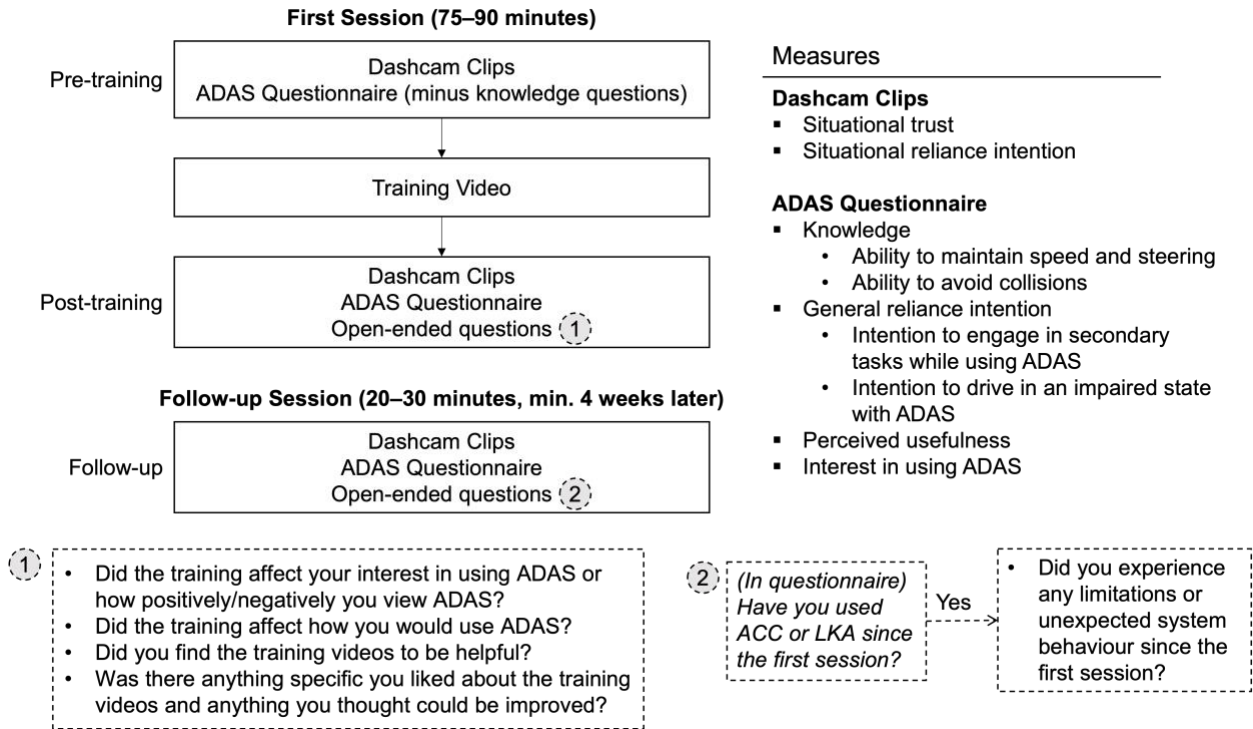 First Session (75–90 minutes)
Pre-training
Dashcam Clips
ADAS Questionnaire (minus knowledge questions)
Training Video
Post-training
Dashcam Clips
ADAS Questionnaire
Open-ended questions 1
Follow-up Session (20–30 minutes, min. 4 weeks later)
Follow-up
Dashcam Clips
ADAS Questionnaire
Open-ended questions 2
Measures
Dashcam Clips
▪ Situational trust
▪ Situational reliance intention
ADAS Questionnaire
▪ Knowledge
• Ability to maintain speed and steering
• Ability to avoid collisions
▪ General reliance intention
• Intention to engage in secondary
tasks while using ADAS
• Intention to drive in an impaired state
with ADAS
▪ Perceived usefulness
▪ Interest in using ADAS
1
• Did the training affect your interest in using ADAS or
how positively/negatively you view ADAS?
• Did the training affect how you would use ADAS?
• Did you find the training videos to be helpful?
• Was there anything specific you liked about the training
videos and anything you thought could be improved?
2
(In questionnaire)
Have you used
ACC or LKA since
the first session?
Yes
• Did you experience
any limitations or
unexpected system
behaviour since the
first session?